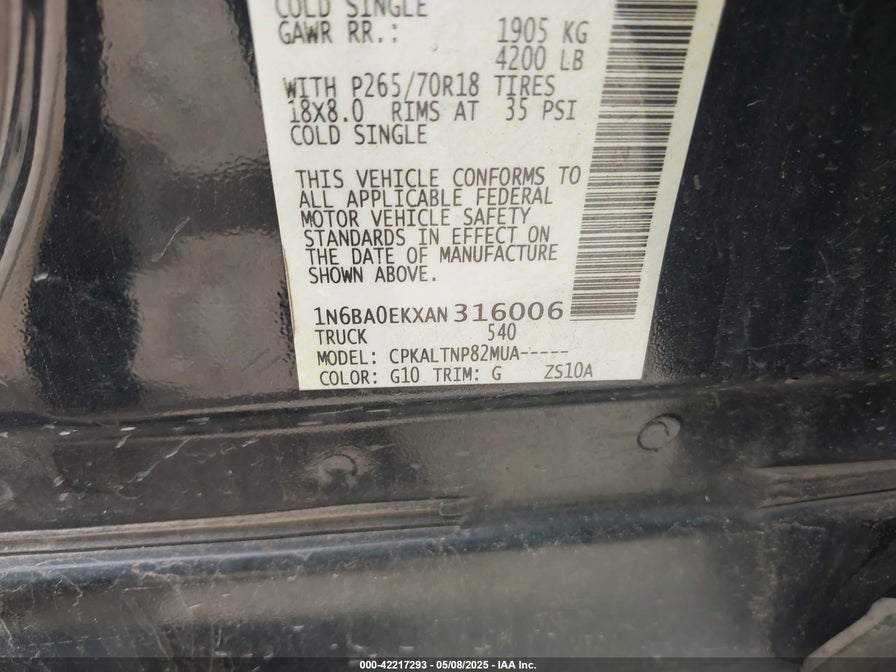 COLD SINGLE
GAWR RR.: 1905 KG
4200 LB
WITH P265/70R18 TIRES
18X8.0 RIMS AT 35 PSI
COLD SINGLE
THIS VEHICLE CONFORMS TO
ALL APPLICABLE FEDERAL
MOTOR VEHICLE SAFETY
STANDARDS IN EFFECT ON
THE DATE OF MANUFACTURE
SHOWN ABOVE.
1N6BA0EKXAN316006
TRUCK 540
MODEL: CPKALTNP82MUA-----
COLOR: G10 TRIM: G ZS10A
000-42217293 - 05/08/2025 - IAA Inc.